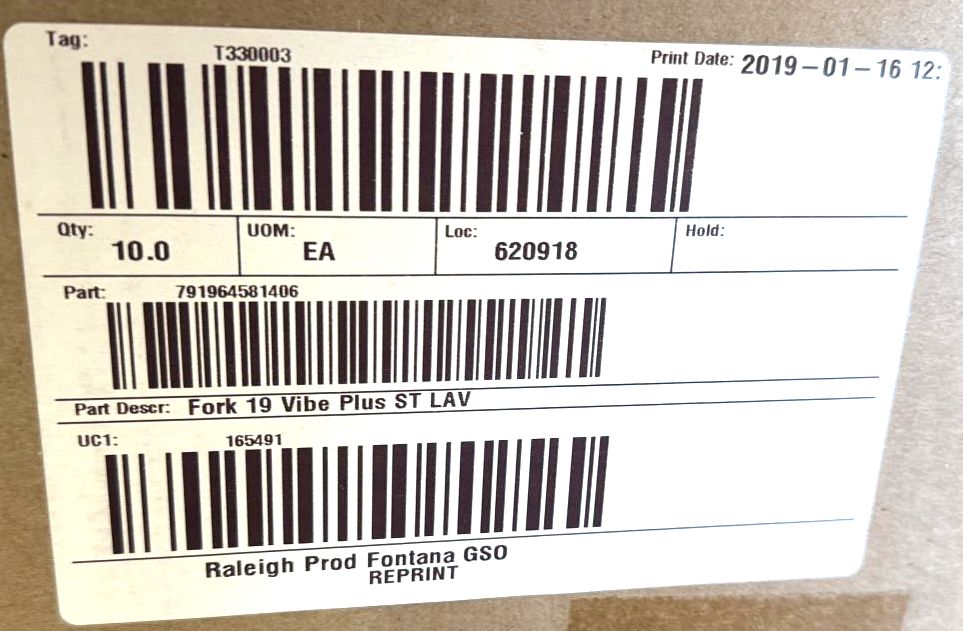 Tag: T330003 Print Date: 2019-01-16 12:
Qty: 10.0 UOM: EA Loc: 620918 Hold:
Part: 791964581406
Part Descr: Fork 19 Vibe Plus ST LAV
UC1: 165491
Raleigh Prod Fontana GSO
REPRINT